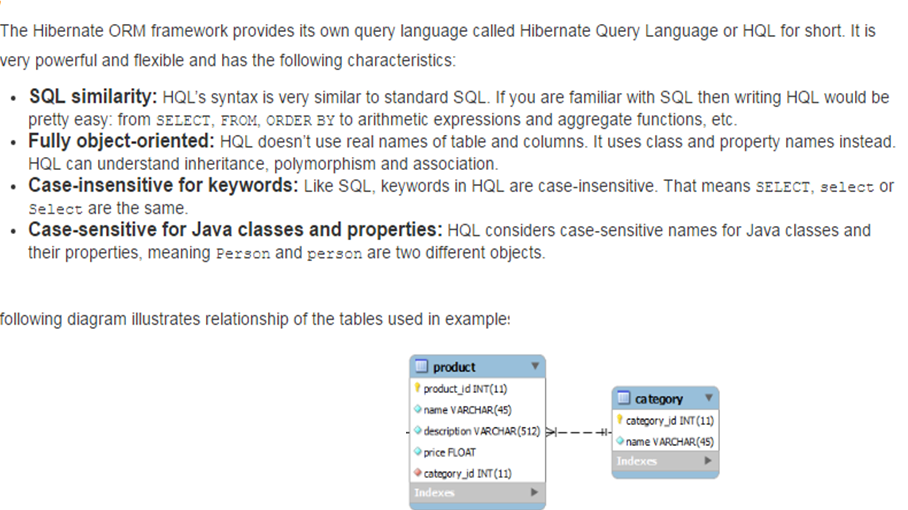 The Hibernate ORM framework provides its own query language called Hibernate Query Language or HQL for short. It is
very powerful and flexible and has the following characteristics:
• SQL similarity: HQL's syntax is very similar to standard SQL. If you are familiar with SQL then writing HQL would be
pretty easy: from SELECT, FROM, ORDER BY to arithmetic expressions and aggregate functions, etc.
• Fully object-oriented: HQL doesn't use real names of table and columns. It uses class and property names instead.
HQL can understand inheritance, polymorphism and association.
• Case-insensitive for keywords: Like SQL, keywords in HQL are case-insensitive. That means SELECT, select or
Select are the same.
• Case-sensitive for Java classes and properties: HQL considers case-sensitive names for Java classes and
their properties, meaning Person and person are two different objects.
following diagram illustrates relationship of the tables used in example:
product
product_id INT(11)
name VARCHAR(45)
description VARCHAR(512)
price FLOAT
category_id INT(11)
Indexes
category
category_id INT(11)
name VARCHAR(45)
Indexes